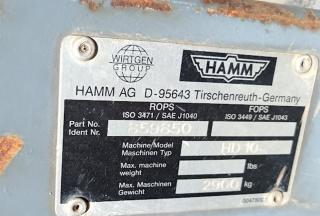 WIRTGEN
GROUP
HAMM
HAMM AG D-95643 Tirschenreuth-Germany
ROPS FOPS
ISO 3471 / SAE J1040 ISO 3449 / SAE J1043
Part No.
Ident Nr.
Machine/Model
Maschinen Typ HD 10
Max. machine
weight lbs
Max. Maschinen
Gewicht 2900 kg